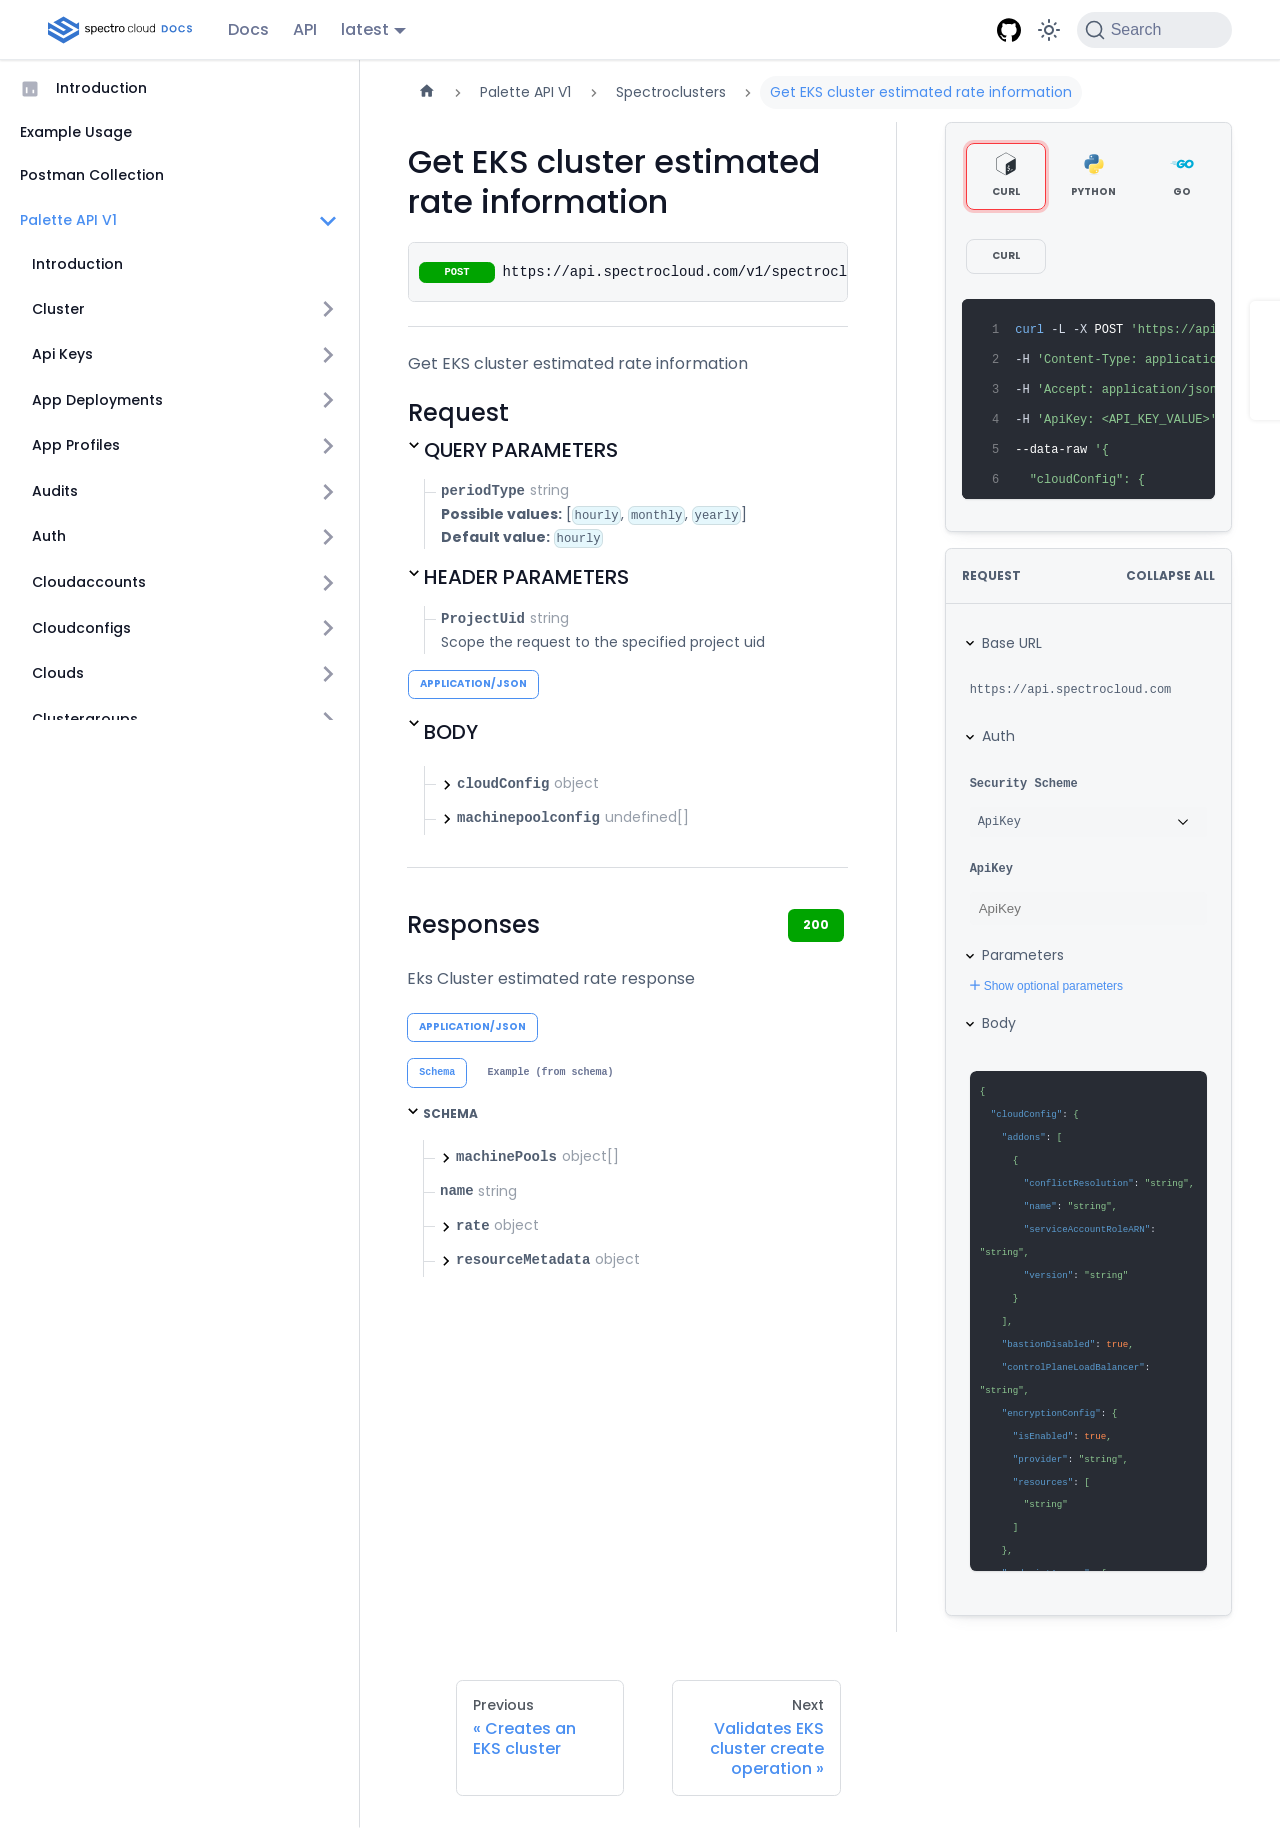 spectro cloud DOCS
Docs
API
latest
Search
Introduction
Example Usage
Postman Collection
Palette API V1
Introduction
Cluster
Api Keys
App Deployments
App Profiles
Audits
Auth
Cloudaccounts
Cloudconfigs
Clouds
Clustergroups
Palette API V1
Spectroclusters
Get EKS cluster estimated rate information
Get EKS cluster estimated
rate information
POST https://api.spectrocloud.com/v1/spectrocl
Get EKS cluster estimated rate information
Request
QUERY PARAMETERS
periodType string
Possible values: [hourly, monthly, yearly]
Default value: hourly
HEADER PARAMETERS
ProjectUid string
Scope the request to the specified project uid
APPLICATION/JSON
BODY
cloudConfig object
machinepoolconfig undefined[]
Responses
200
Eks Cluster estimated rate response
APPLICATION/JSON
Schema
Example (from schema)
SCHEMA
machinePools object[]
name string
rate object
resourceMetadata object
CURL
PYTHON
GO
GO
CURL
1 curl -L -X POST 'https://api
2 -H 'Content-Type: applicatio
3 -H 'Accept: application/json
4 -H 'ApiKey: <API_KEY_VALUE>'
5 --data-raw '{
6 "cloudConfig": {
REQUEST
COLLAPSE ALL
Base URL
https://api.spectrocloud.com
Auth
Security Scheme
ApiKey
ApiKey
ApiKey
Parameters
+ Show optional parameters
Body
{
"cloudConfig": {
"addons": [
{
"conflictResolution": "string",
"name": "string",
"serviceAccountRoleARN":
"string",
"version": "string"
}
],
"bastionDisabled": true,
"controlPlaneLoadBalancer":
"string",
"encryptionConfig": {
"isEnabled": true,
"provider": "string",
"resources": [
"string"
]
},
Previous
« Creates an
EKS cluster
Next
Validates EKS
cluster create
operation »